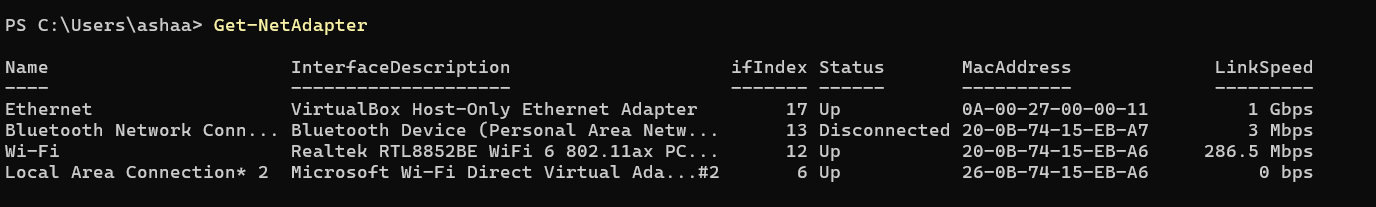 PS C:\Users\ashaa> Get-NetAdapter
Name InterfaceDescription ifIndex Status MacAddress LinkSpeed
---- -------------------- ------- ------ ---------- ---------
Ethernet VirtualBox Host-Only Ethernet Adapter 17 Up 0A-00-27-00-00-11 1 Gbps
Bluetooth Network Conn... Bluetooth Device (Personal Area Netw... 13 Disconnected 20-0B-74-15-EB-A7 3 Mbps
Wi-Fi Realtek RTL8852BE WiFi 6 802.11ax PC... 12 Up 20-0B-74-15-EB-A6 286.5 Mbps
Local Area Connection* 2 Microsoft Wi-Fi Direct Virtual Ada...#2 6 Up 26-0B-74-15-EB-A6 0 bps